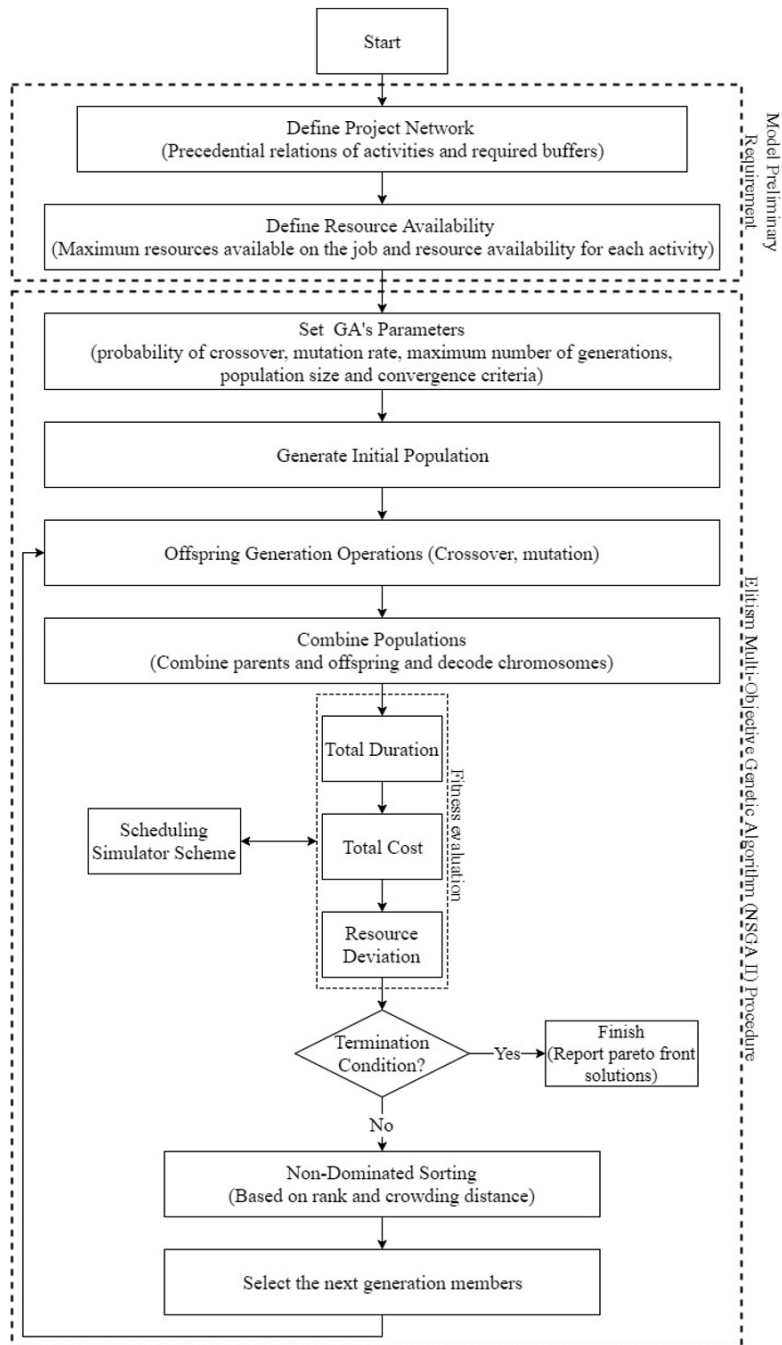 Start
Define Project Network
(Precedential relations of activities and required buffers)
Define Resource Availability
(Maximum resources available on the job and resource availability for each activity)
Model Preliminary
Requirement
Set GA's Parameters
(probability of crossover, mutation rate, maximum number of generations,
population size and convergence criteria)
Generate Initial Population
Offspring Generation Operations (Crossover, mutation)
Combine Populations
(Combine parents and offspring and decode chromosomes)
Total Duration
Total Cost
Resource
Deviation
Fitness evaluation
Scheduling
Simulator Scheme
Termination
Condition?
Yes
Finish
(Report pareto front
solutions)
No
Non-Dominated Sorting
(Based on rank and crowding distance)
Select the next generation members
Elitism Multi-Objective Genetic Algorithm (NSGA II) Procedure